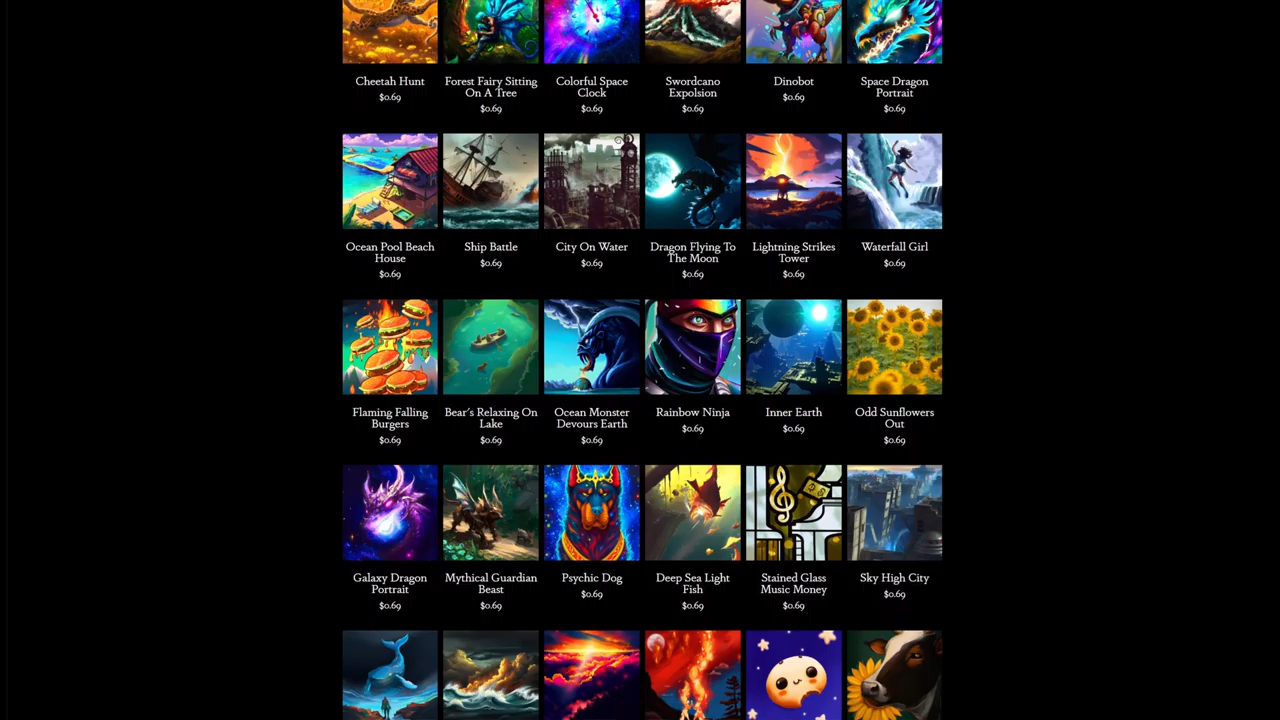 Cheetah Hunt
$0.69
Forest Fairy Sitting
On A Tree
$0.69
Colorful Space
Clock
$0.69
Swordcano
Expolsion
$0.69
Dinobot
$0.69
Space Dragon
Portrait
$0.69
Ocean Pool Beach
House
$0.69
Ship Battle
$0.69
City On Water
$0.69
Dragon Flying To
The Moon
$0.69
Lightning Strikes
Tower
$0.69
Waterfall Girl
$0.69
Flaming Falling
Burgers
$0.69
Bear's Relaxing On
Lake
$0.69
Ocean Monster
Devours Earth
$0.69
Rainbow Ninja
$0.69
Inner Earth
$0.69
Odd Sunflowers
Out
$0.69
Galaxy Dragon
Portrait
$0.69
Mythical Guardian
Beast
$0.69
Psychic Dog
$0.69
Deep Sea Light
Fish
$0.69
Stained Glass
Music Money
$0.69
Sky High City
$0.69